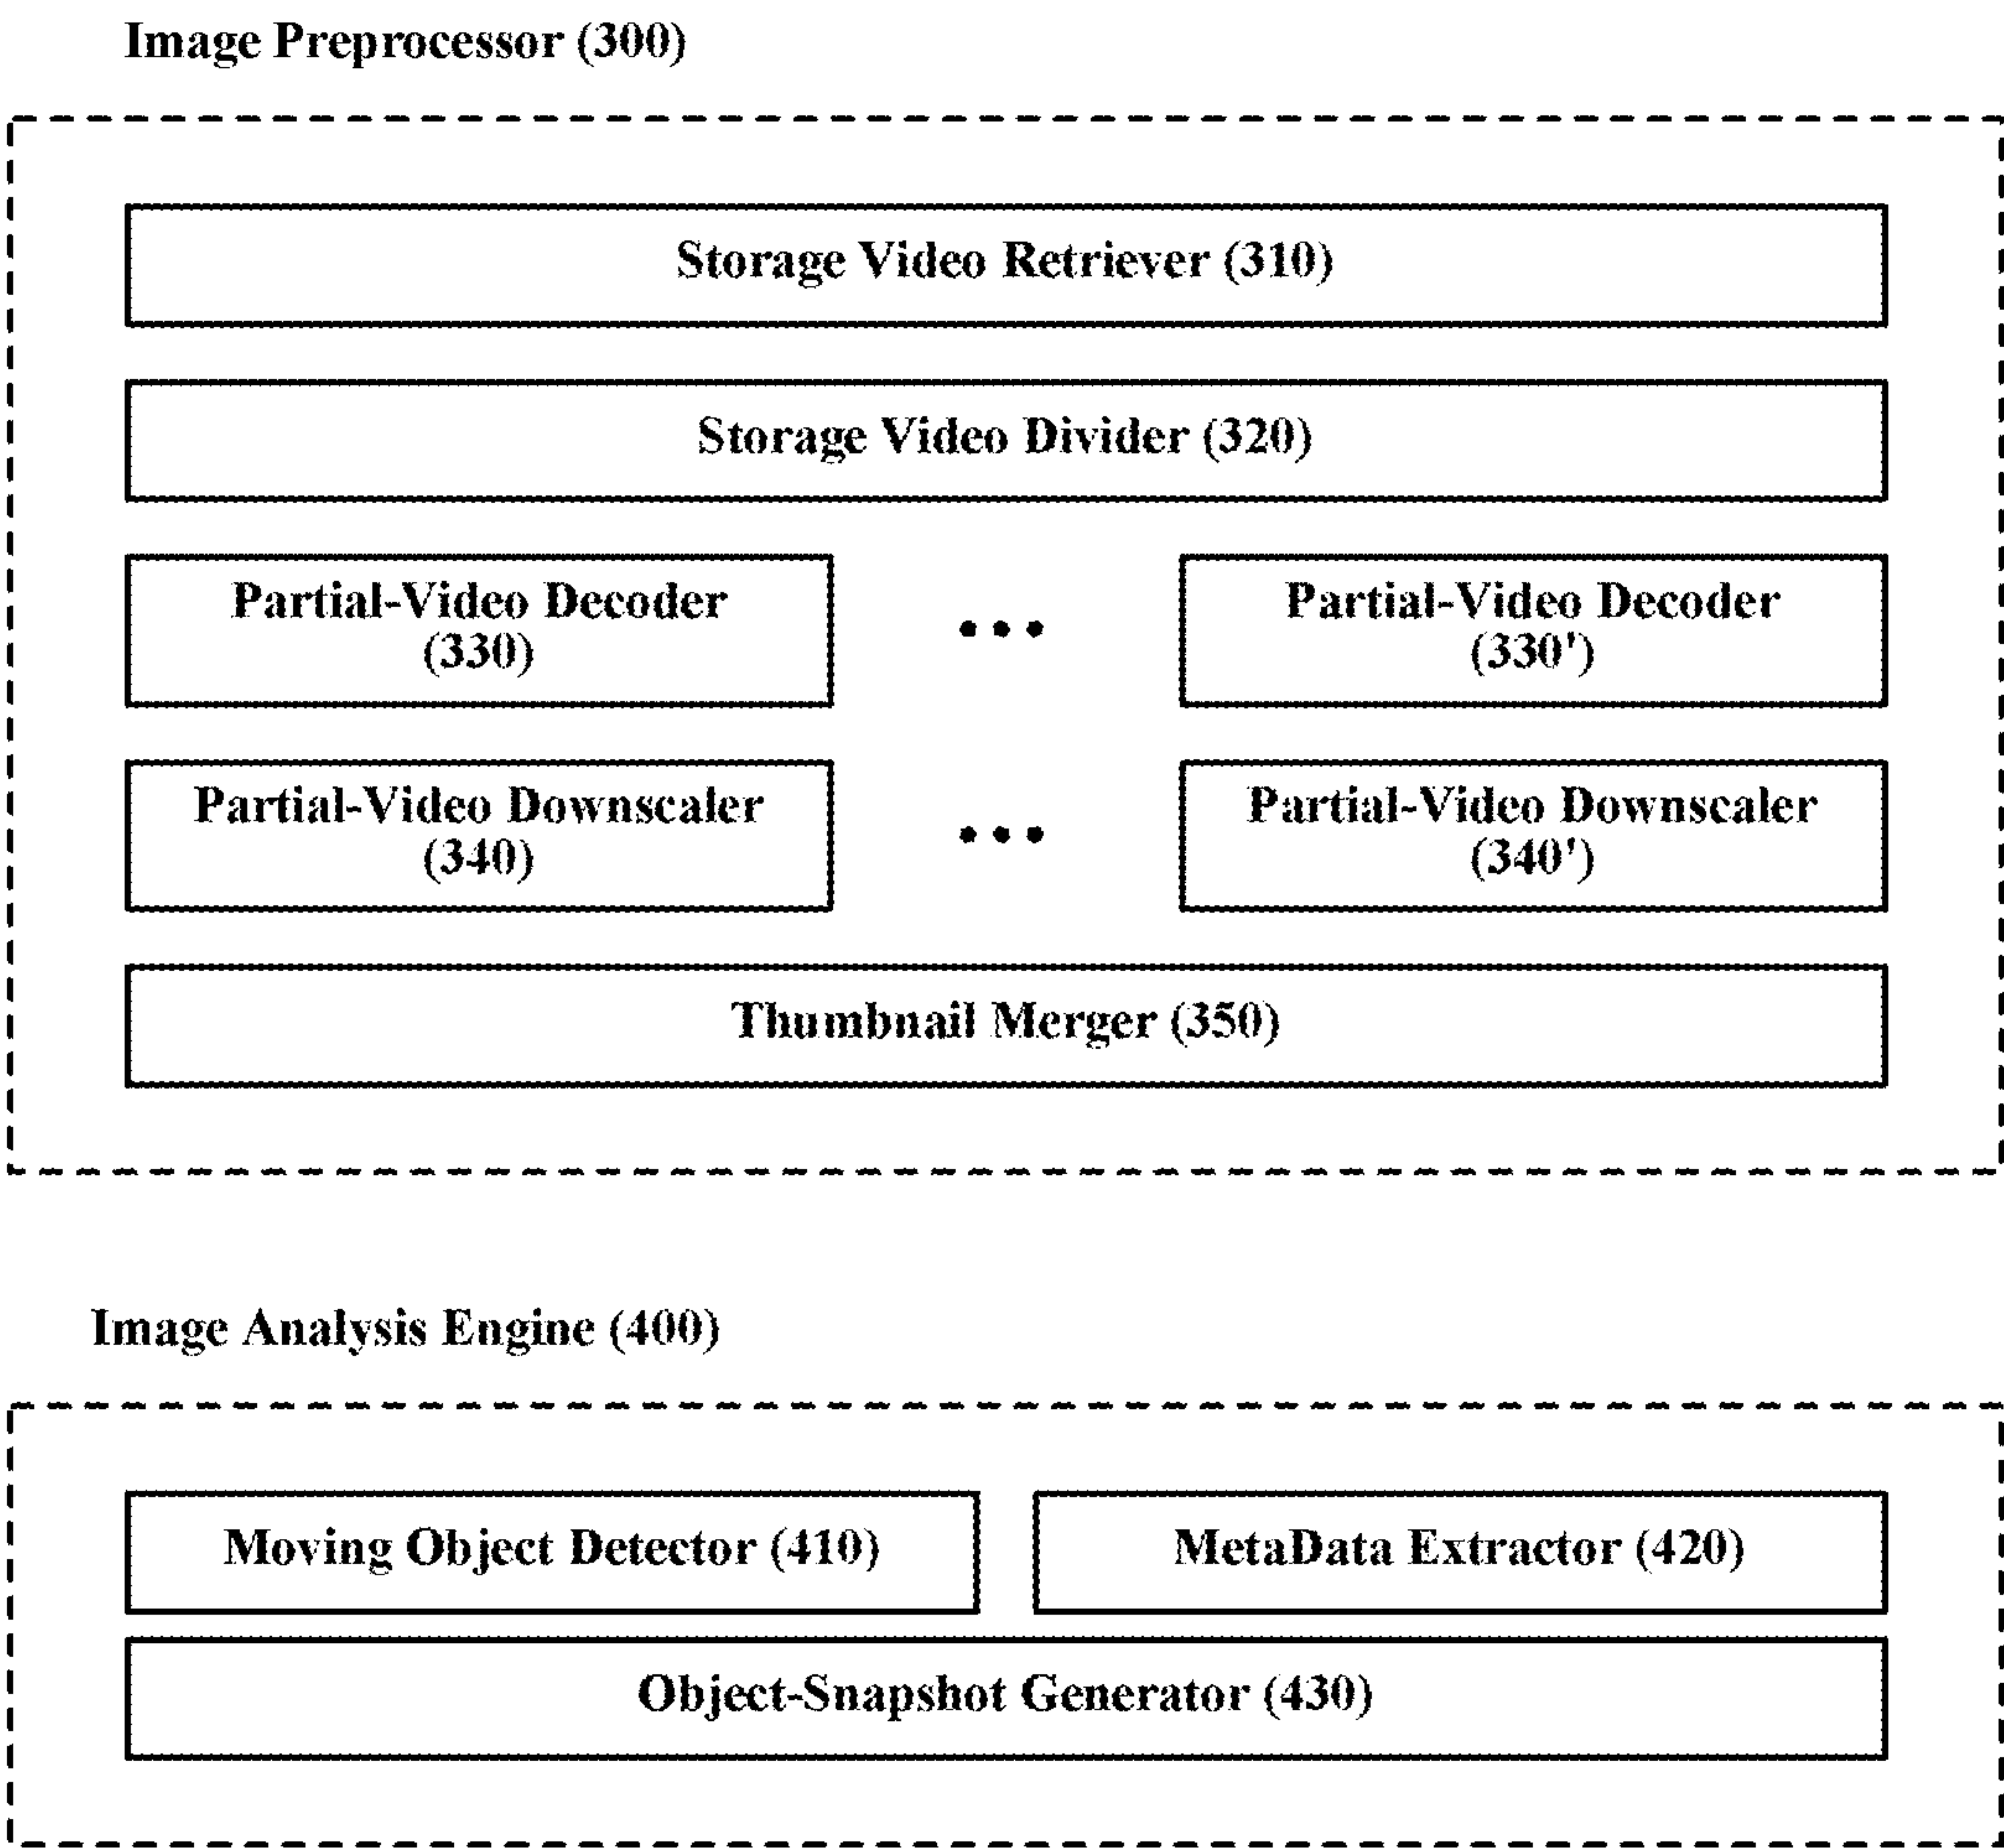 Image Preprocessor (300)
Storage Video Retriever (310)
Storage Video Divider (320)
Partial-Video Decoder
(330)
Partial-Video Decoder
(330')
Partial-Video Downscaler
(340)
Partial-Video Downscaler
(340')
Thumbnail Merger (350)
Image Analysis Engine (400)
Moving Object Detector (410)
MetaData Extractor (420)
Object-Snapshot Generator (430)